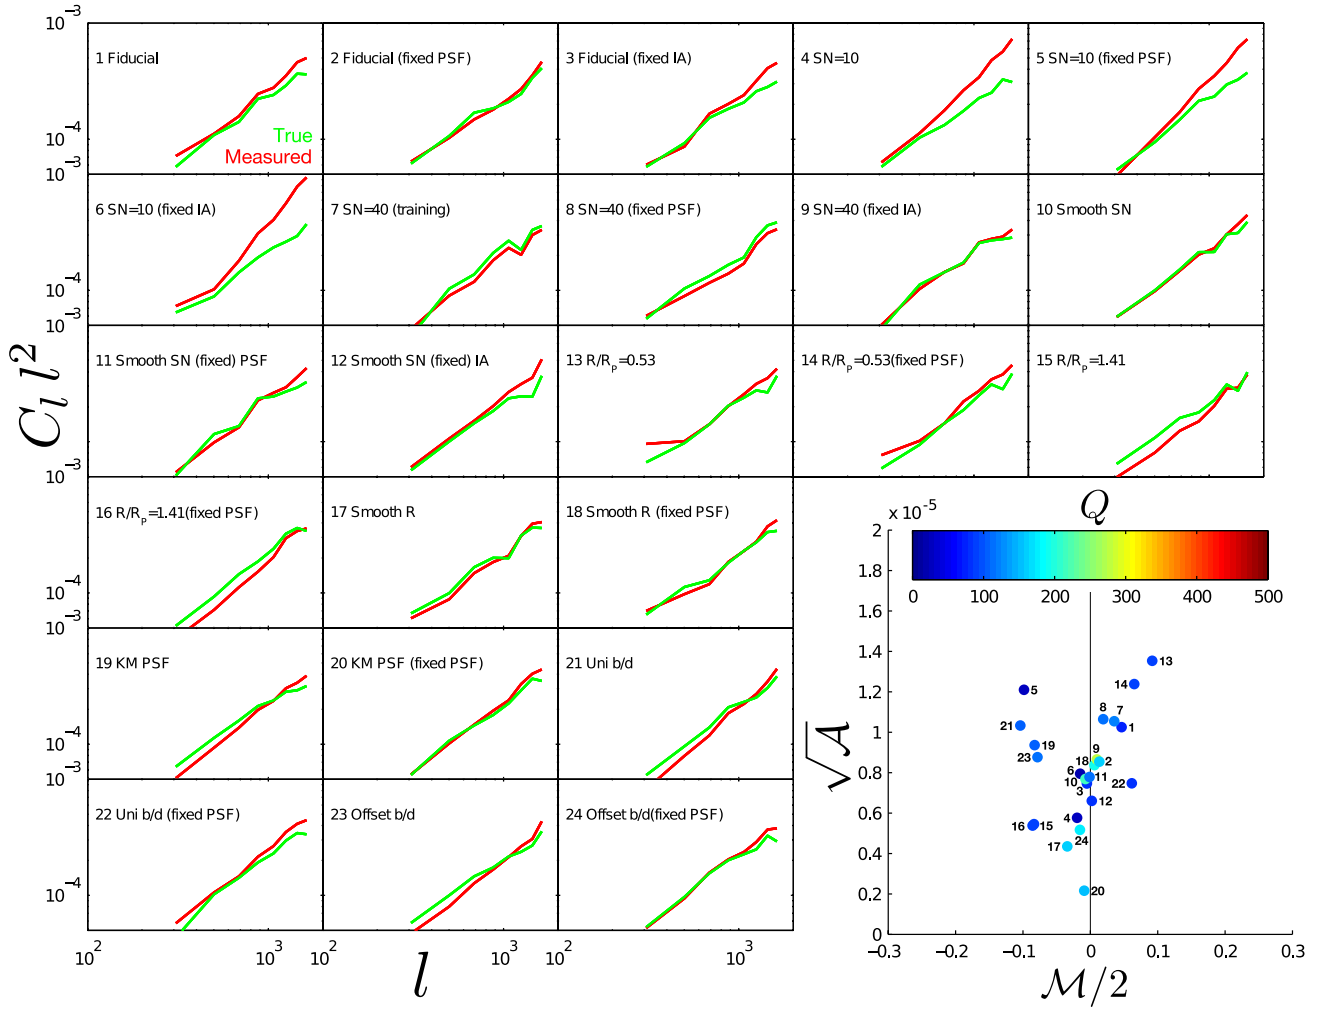 10^-3
1 Fiducial
2 Fiducial (fixed PSF)
3 Fiducial (fixed IA)
4 SN=10
5 SN=10 (fixed PSF)
True
Measured
10^-4
10^-3
6 SN=10 (fixed IA)
7 SN=40 (training)
8 SN=40 (fixed PSF)
9 SN=40 (fixed IA)
10 Smooth SN
10^-4
10^-3
11 Smooth SN (fixed) PSF
12 Smooth SN (fixed) IA
13 R/R_p=0.53
14 R/R_p=0.53(fixed PSF)
15 R/R_p=1.41
C_l l^2
10^-3
16 R/R_p=1.41(fixed PSF)
17 Smooth R
18 Smooth R (fixed PSF)
10^-4
10^-3
19 KM PSF
20 KM PSF (fixed PSF)
21 Uni b/d
10^-4
10^-3
22 Uni b/d (fixed PSF)
23 Offset b/d
24 Offset b/d(fixed PSF)
10^-4
10^2 10^3 10^2 10^3 10^2 10^3
l
Q
x 10^-5
0 100 200 300 400 500
2
1.8
1.6
1.4
1.2
1
0.8
0.6
0.4
0.2
0
√A
13
14
5
8 7
21 1
19
23
9
18 2
6
10 11
3 22
12
4
16 15
24
17
20
−0.3 −0.2 −0.1 0 0.1 0.2 0.3
M/2